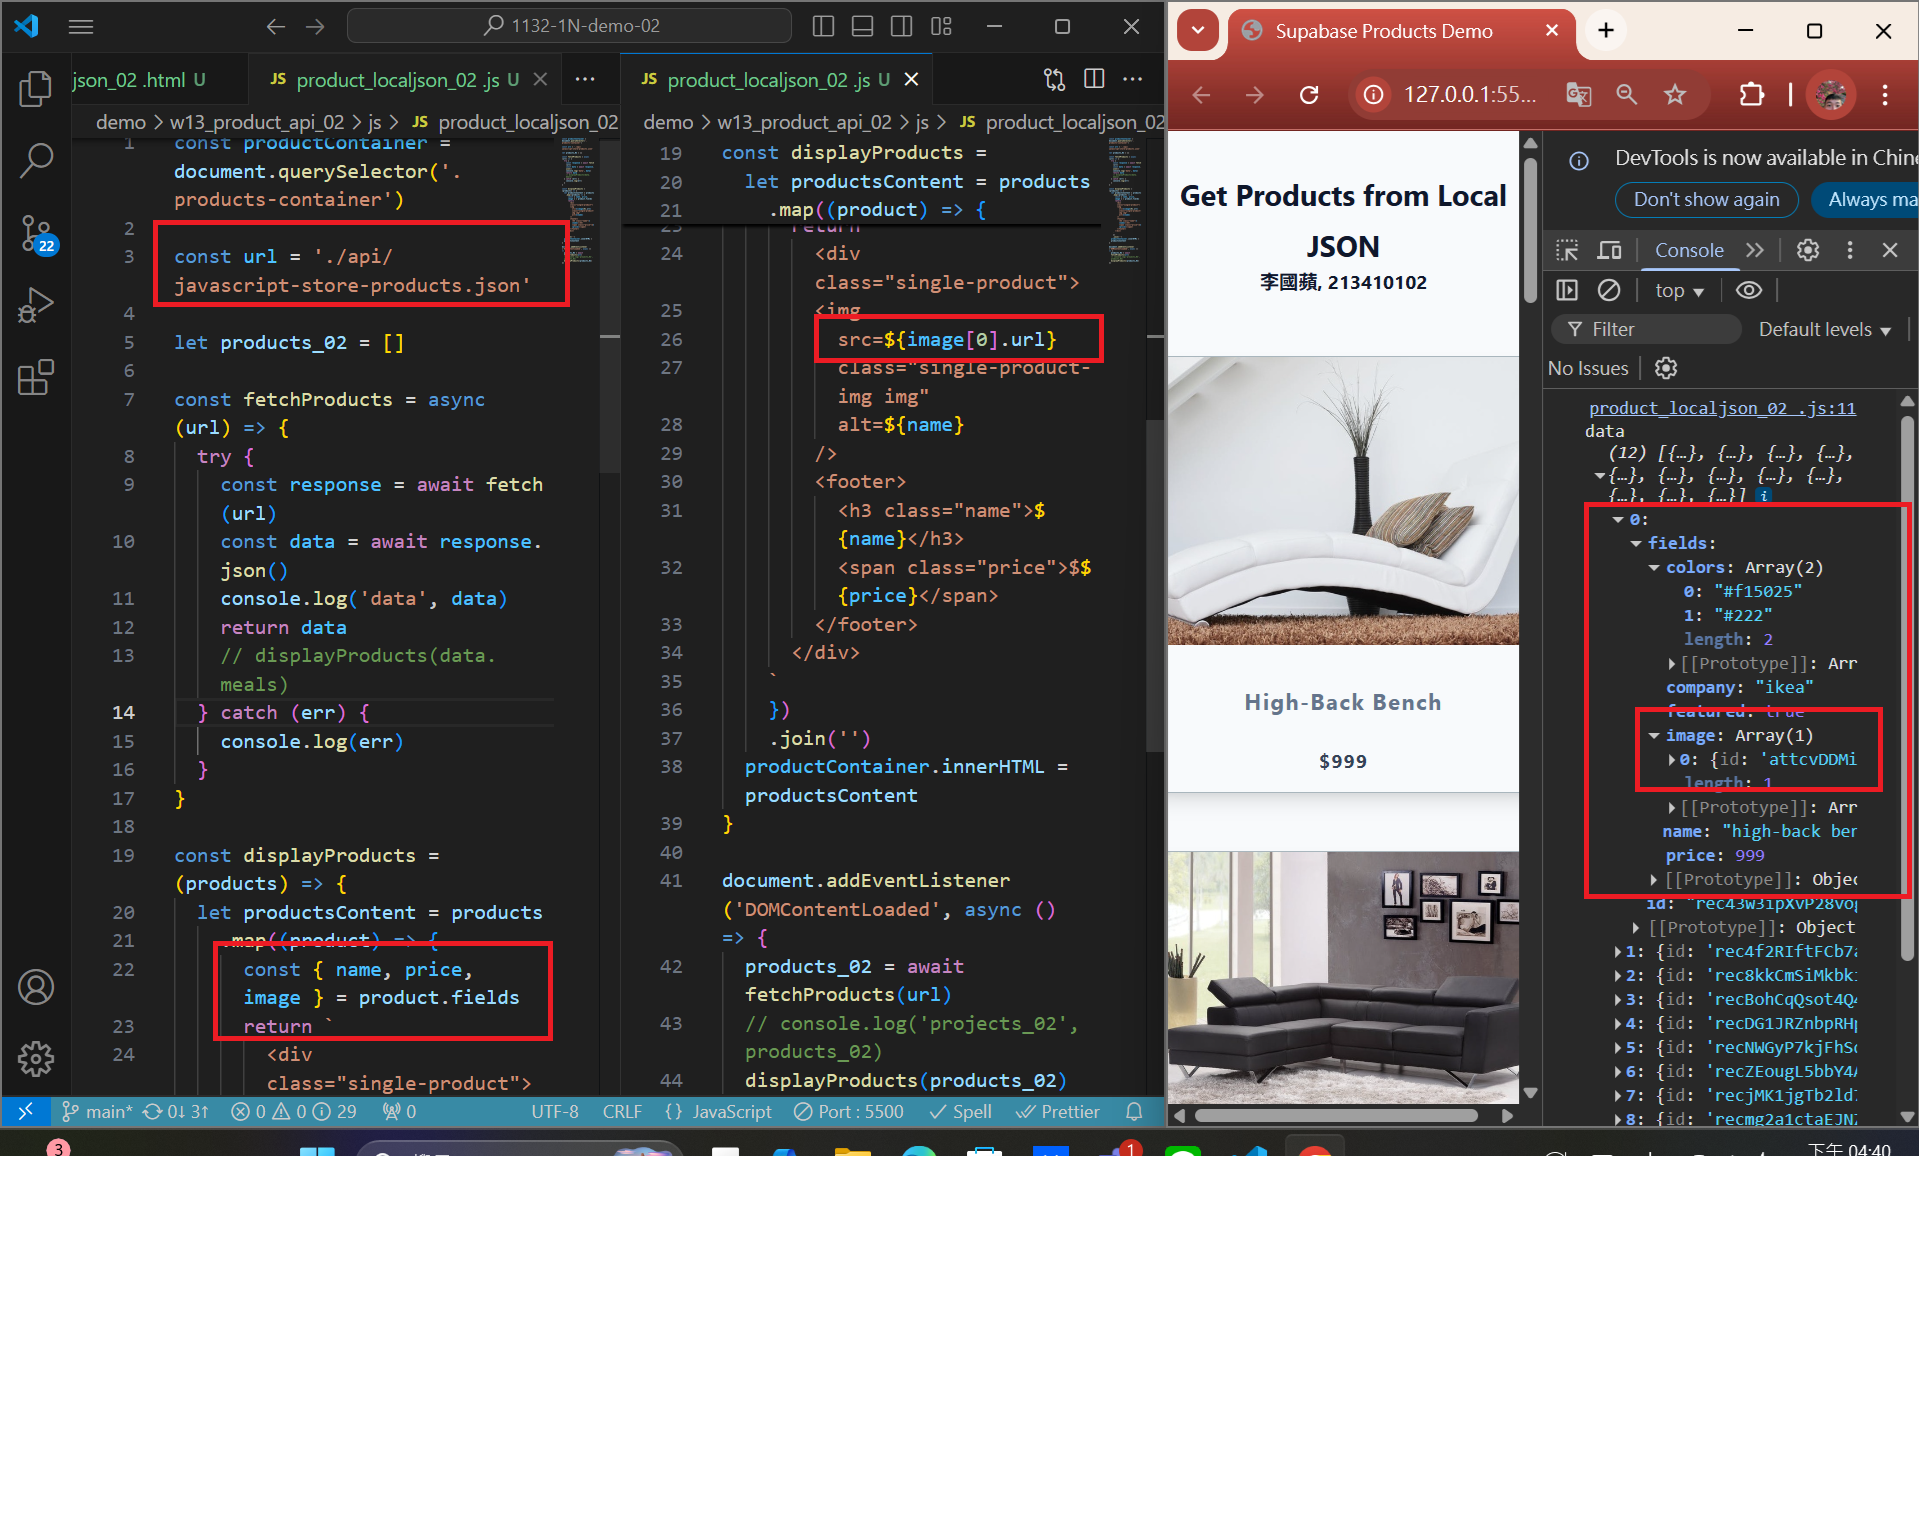 1132-1N-demo-02
json_02 .html U
JS product_localjson_02 .js U
demo > w13_product_api_02 > js > JS product_localjson_02
1 const productContainer =
document.querySelector('.
products-container')
2
3 const url = './api/
javascript-store-products.json'
4
5 let products_02 = []
6
7 const fetchProducts = async
(url) => {
8 try {
9 const response = await fetch
(url)
10 const data = await response.
json()
11 console.log('data', data)
12 return data
13 // displayProducts(data.
meals)
14 } catch (err) {
15 console.log(err)
16 }
17 }
18
19 const displayProducts =
(products) => {
20 let productsContent = products
21 .map((product) => {
22 const { name, price,
image } = product.fields
23 return `
24 <div
class="single-product">
JS product_localjson_02 .js U
demo > w13_product_api_02 > js > JS product_localjson_02
19 const displayProducts =
20 let productsContent = products
21 .map((product) => {
23 return
24 <div
class="single-product">
25 <img
26 src=${image[0].url}
27 class="single-product-
img img"
28 alt=${name}
29 />
30 <footer>
31 <h3 class="name">$
{name}</h3>
32 <span class="price">$$
{price}</span>
33 </footer>
34 </div>
35 `
36 })
37 .join('')
38 productContainer.innerHTML =
productsContent
39 }
40
41 document.addEventListener
('DOMContentLoaded', async ()
=> {
42 products_02 = await
fetchProducts(url)
43 // console.log('projects_02',
products_02)
44 displayProducts(products_02)
22
main* 0↓ 3↑ 0 0 29 0 UTF-8 CRLF {} JavaScript Port : 5500 Spell Prettier
Supabase Products Demo
127.0.0.1:55...
Get Products from Local
JSON
李國蘋, 213410102
High-Back Bench
$999
DevTools is now available in Chine
Don't show again Always ma
Console
top
Filter Default levels
No Issues
product_localjson_02 .js:11
data
(12) [{…}, {…}, {…}, {…},
{…}, {…}, {…}, {…}, {…},
{…}, {…}, {…}]
0:
fields:
colors: Array(2)
0: "#f15025"
1: "#222"
length: 2
[[Prototype]]: Arr
company: "ikea"
featured: true
image: Array(1)
0: {id: 'attcvDDMi
length: 1
[[Prototype]]: Arr
name: "high-back ben
price: 999
[[Prototype]]: Objec
id: "rec43w3ipXvP28vog
[[Prototype]]: Object
1: {id: 'rec4f2RIftFCb7a
2: {id: 'rec8kkCmSiMkbki
3: {id: 'recBohCqQsot4Q4
4: {id: 'recDG1JRZnbpRHp
5: {id: 'recNWGyP7kjFhSc
6: {id: 'recZEougL5bbY4A
7: {id: 'recjMK1jgTb2ld7
8: {id: 'recmg2a1ctaEJNZ
3
1
下午 04:40